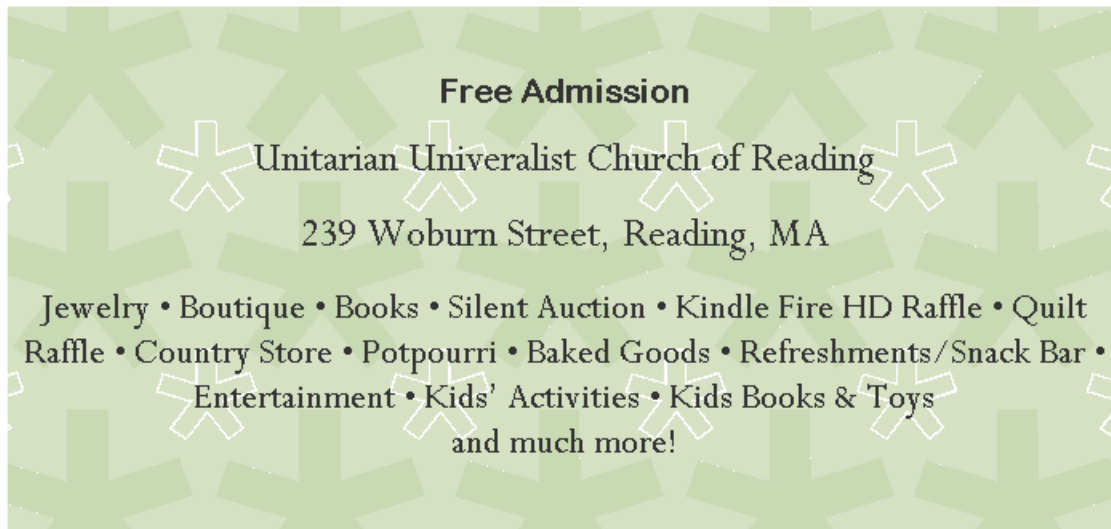 Free Admission
Unitarian Univeralist Church of Reading
239 Woburn Street, Reading, MA
Jewelry • Boutique • Books • Silent Auction • Kindle Fire HD Raffle • Quilt
Raffle • Country Store • Potpourri • Baked Goods • Refreshments/Snack Bar •
Entertainment • Kids’ Activities • Kids Books & Toys
and much more!